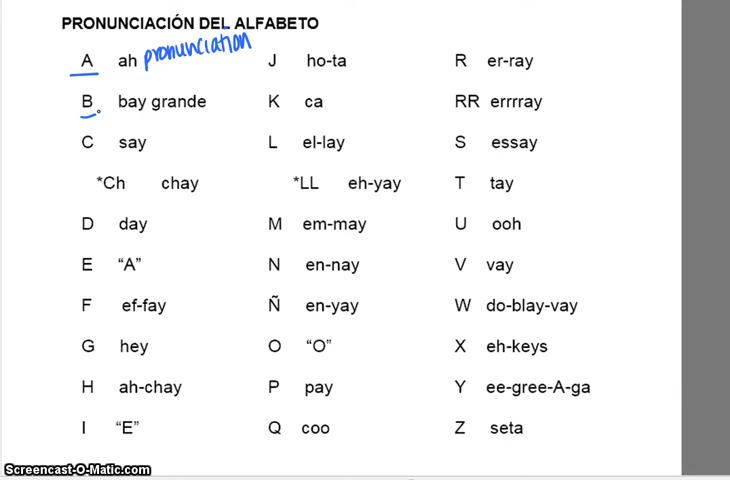 PRONUNCIACIÓN DEL ALFABETO
A ah pronunciation
B bay grande
C say
*Ch chay
D day
E “A”
F ef-fay
G hey
H ah-chay
I “E”
J ho-ta
K ca
L el-lay
*LL eh-yay
M em-may
N en-nay
Ñ en-yay
O “O”
P pay
Q coo
R er-ray
RR errrray
S essay
T tay
U ooh
V vay
W do-blay-vay
X eh-keys
Y ee-gree-A-ga
Z seta
Screencast-O-Matic.com